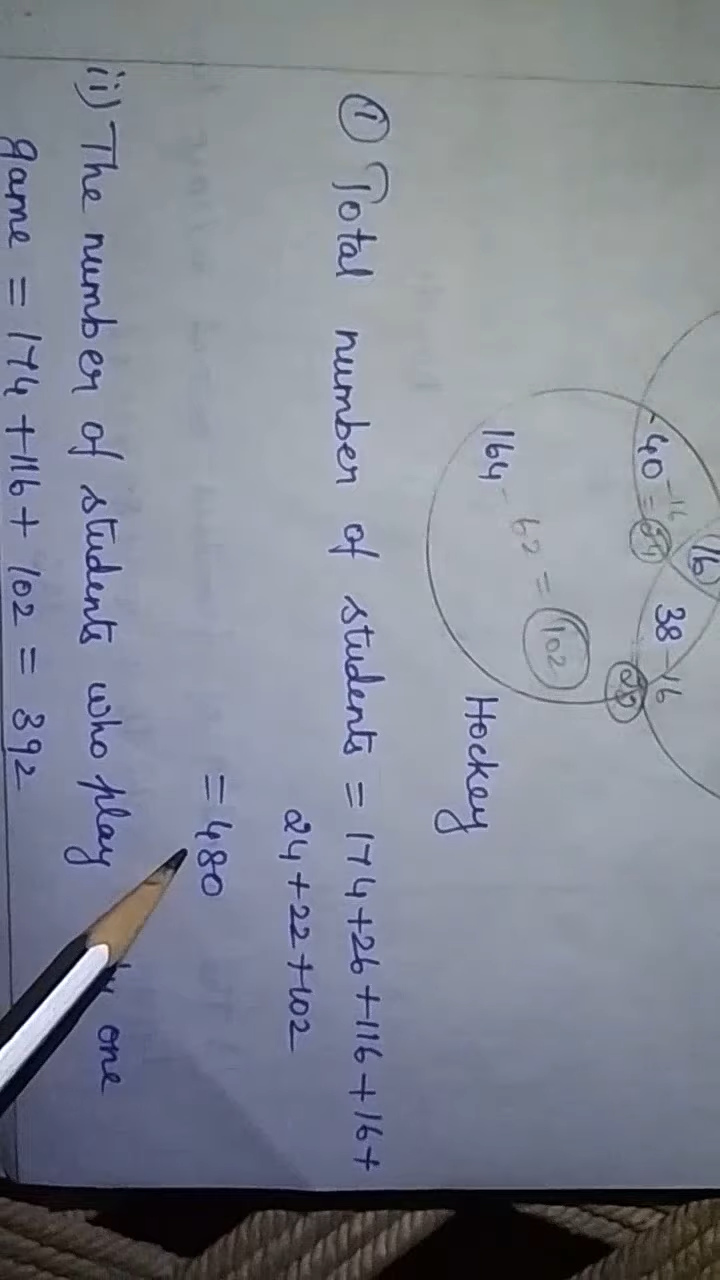 16
- 40 - 16 = 24
38 - 16
22
164 - 62 = 102
Hockey
① Total number of students = 174 + 26 + 116 + 16 +
24 + 22 + 102
= 480
ii) The number of students who play one
game = 174 + 116 + 102 = 392